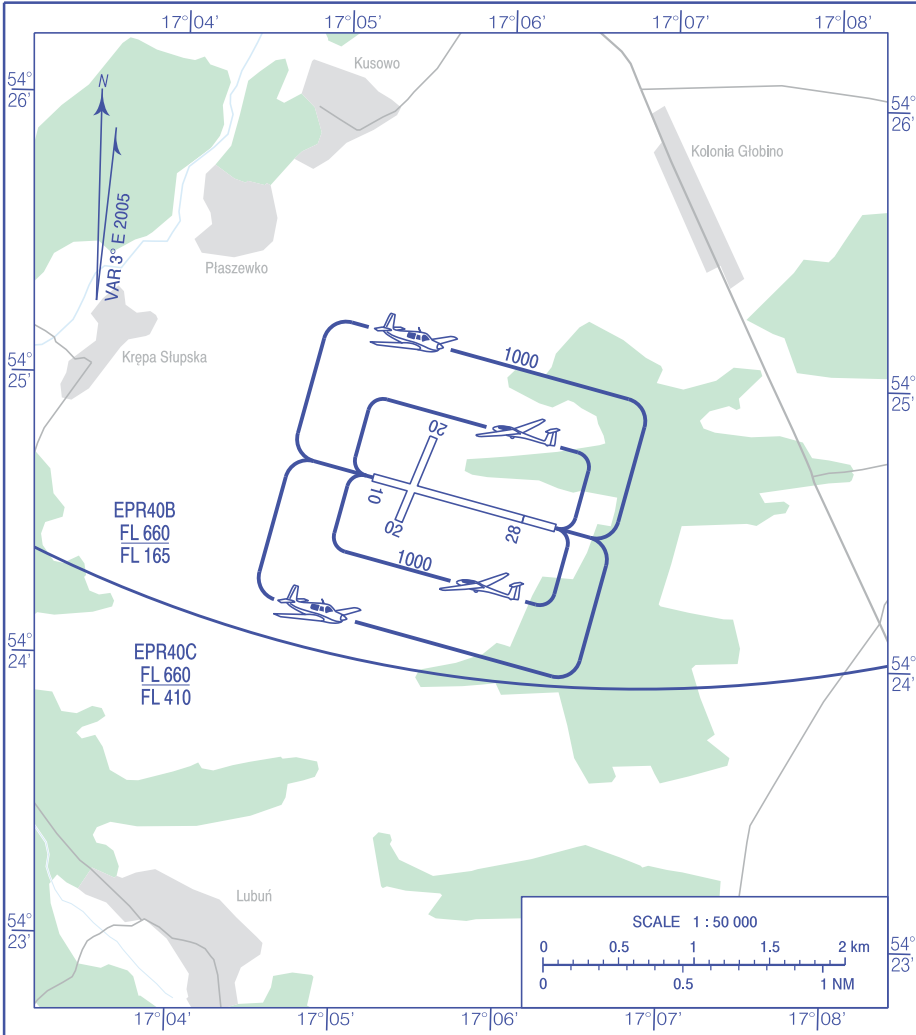 17°04' 17°05' 17°06' 17°07' 17°08'
54°
26'
54°
26'
Kusowo
N
Kolonia Głobino
VAR 3° E 2005
Płaszewko
54°
25'
54°
25'
Krępa Słupska
1000
20
10
EPR40B
FL 660
FL 165
02
28
1000
54°
24'
54°
24'
EPR40C
FL 660
FL 410
Lubuń
54°
23'
54°
23'
SCALE 1 : 50 000
0 0.5 1 1.5 2 km
0 0.5 1 NM
17°04' 17°05' 17°06' 17°07' 17°08'